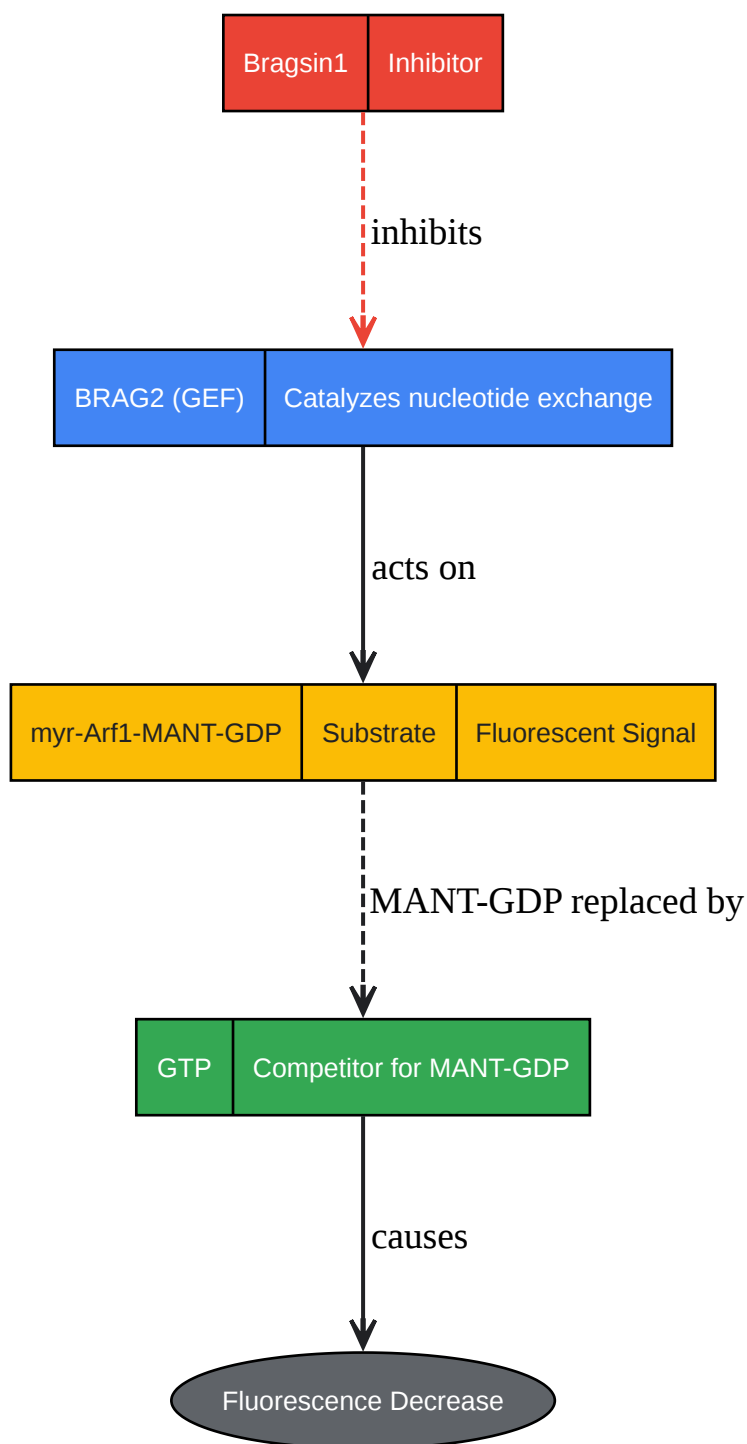 Bragsin1 Inhibitor
inhibits
BRAG2 (GEF) Catalyzes nucleotide exchange
acts on
myr-Arf1-MANT-GDP Substrate Fluorescent Signal
MANT-GDP replaced by
GTP Competitor for MANT-GDP
causes
Fluorescence Decrease